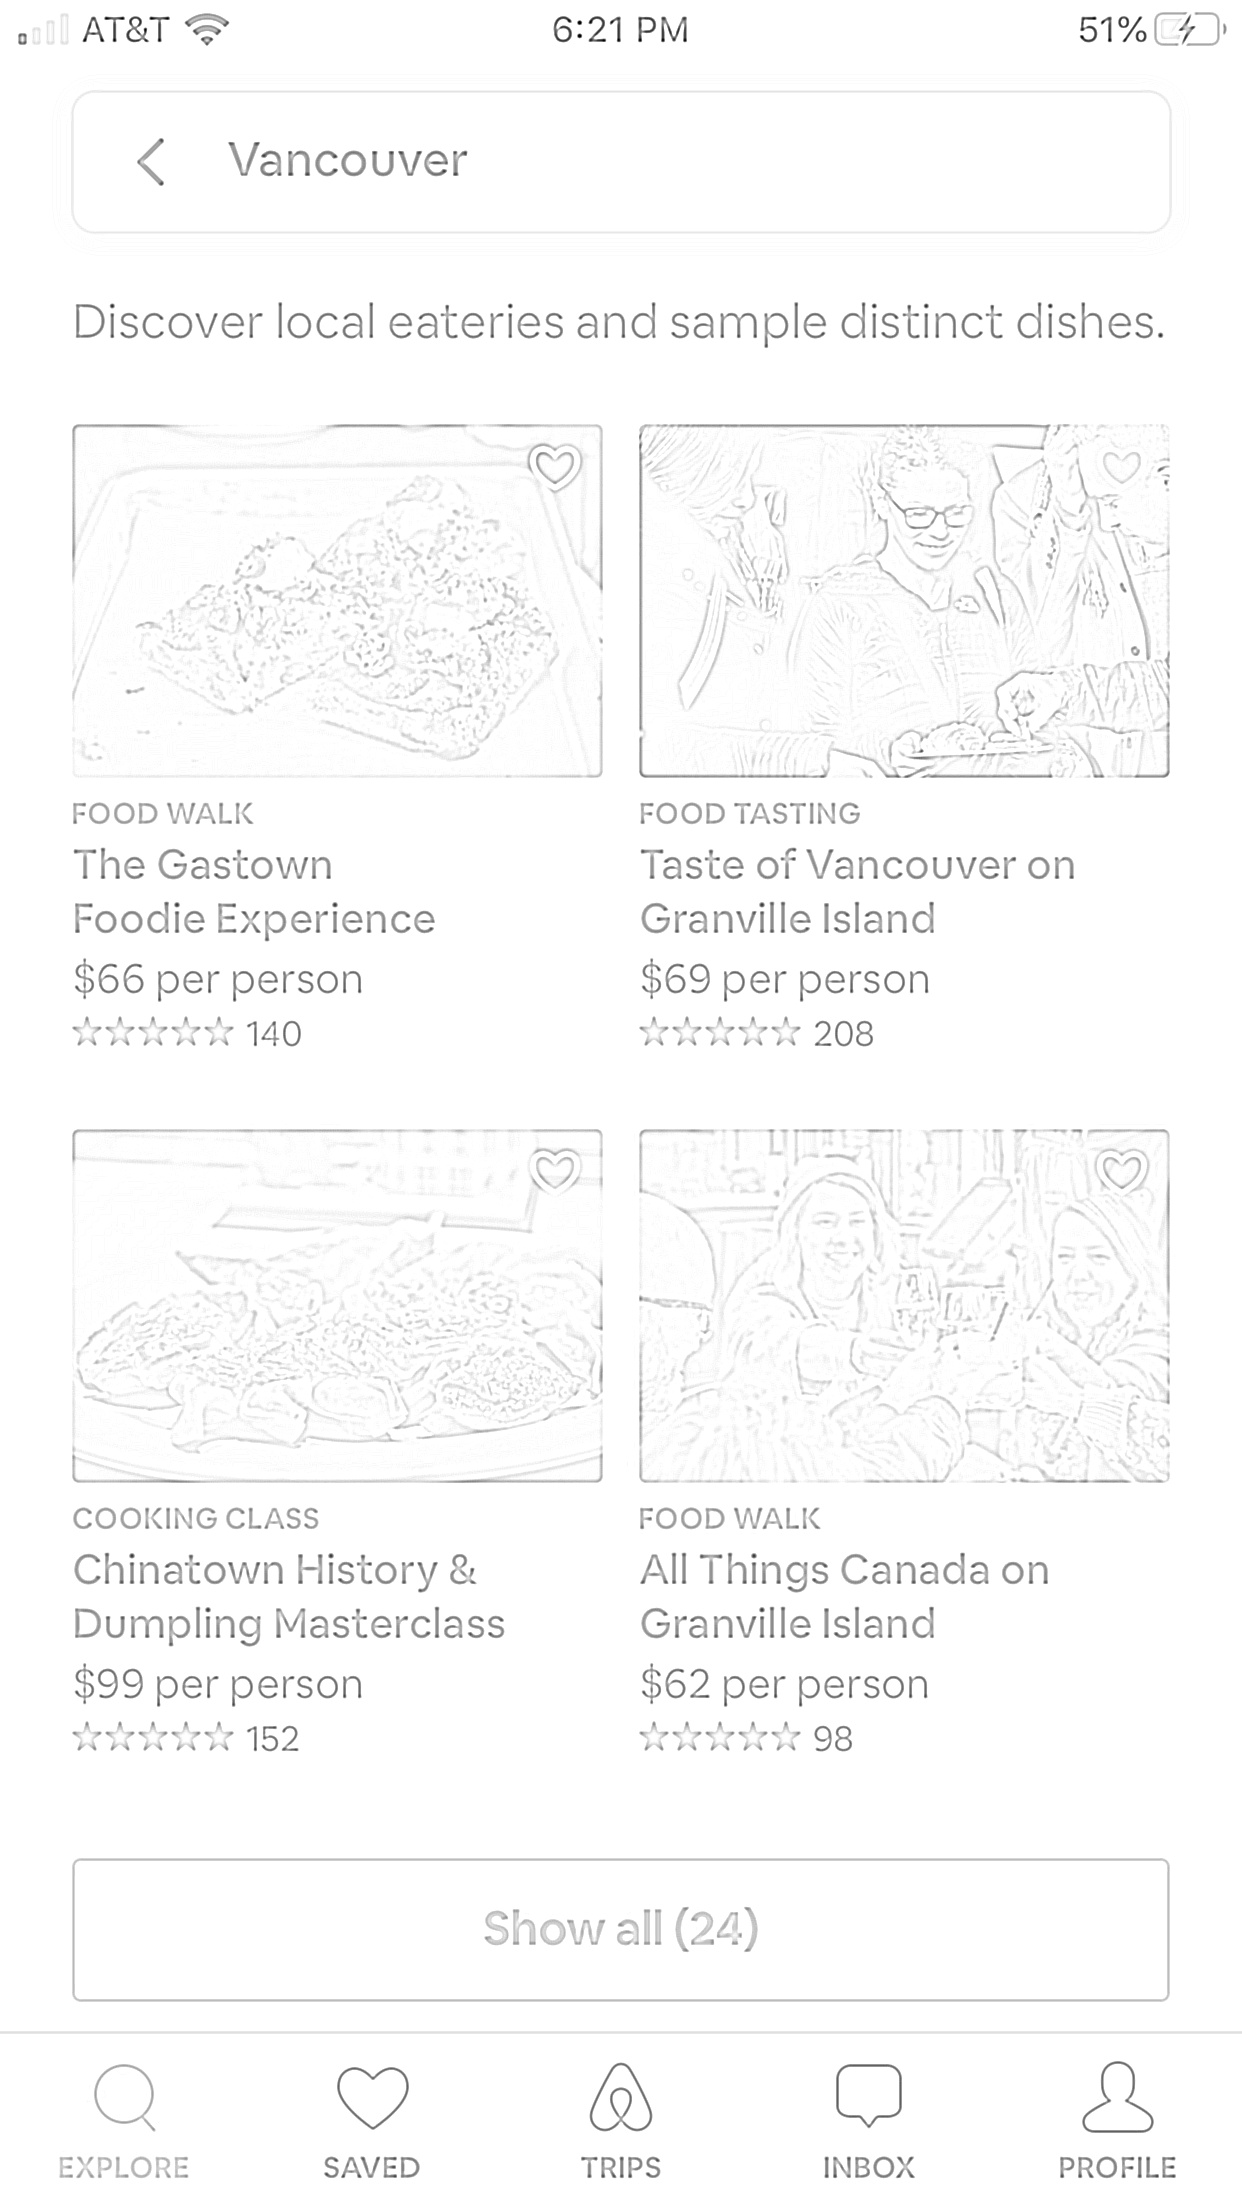 AT&T 6:21 PM 51%
Vancouver
Discover local eateries and sample distinct dishes.
FOOD WALK
The Gastown
Foodie Experience
$66 per person
140
FOOD TASTING
Taste of Vancouver on
Granville Island
$69 per person
208
COOKING CLASS
Chinatown History &
Dumpling Masterclass
$99 per person
152
FOOD WALK
All Things Canada on
Granville Island
$62 per person
98
Show all (24)
EXPLORE
SAVED
TRIPS
INBOX
PROFILE